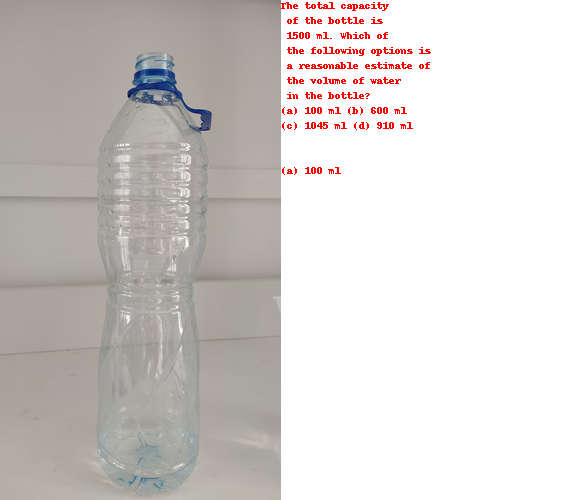 The total capacity
of the bottle is
1500 ml. Which of
the following options is
a reasonable estimate of
the volume of water
in the bottle?
(a) 100 ml (b) 600 ml
(c) 1045 ml (d) 910 ml
(a) 100 ml